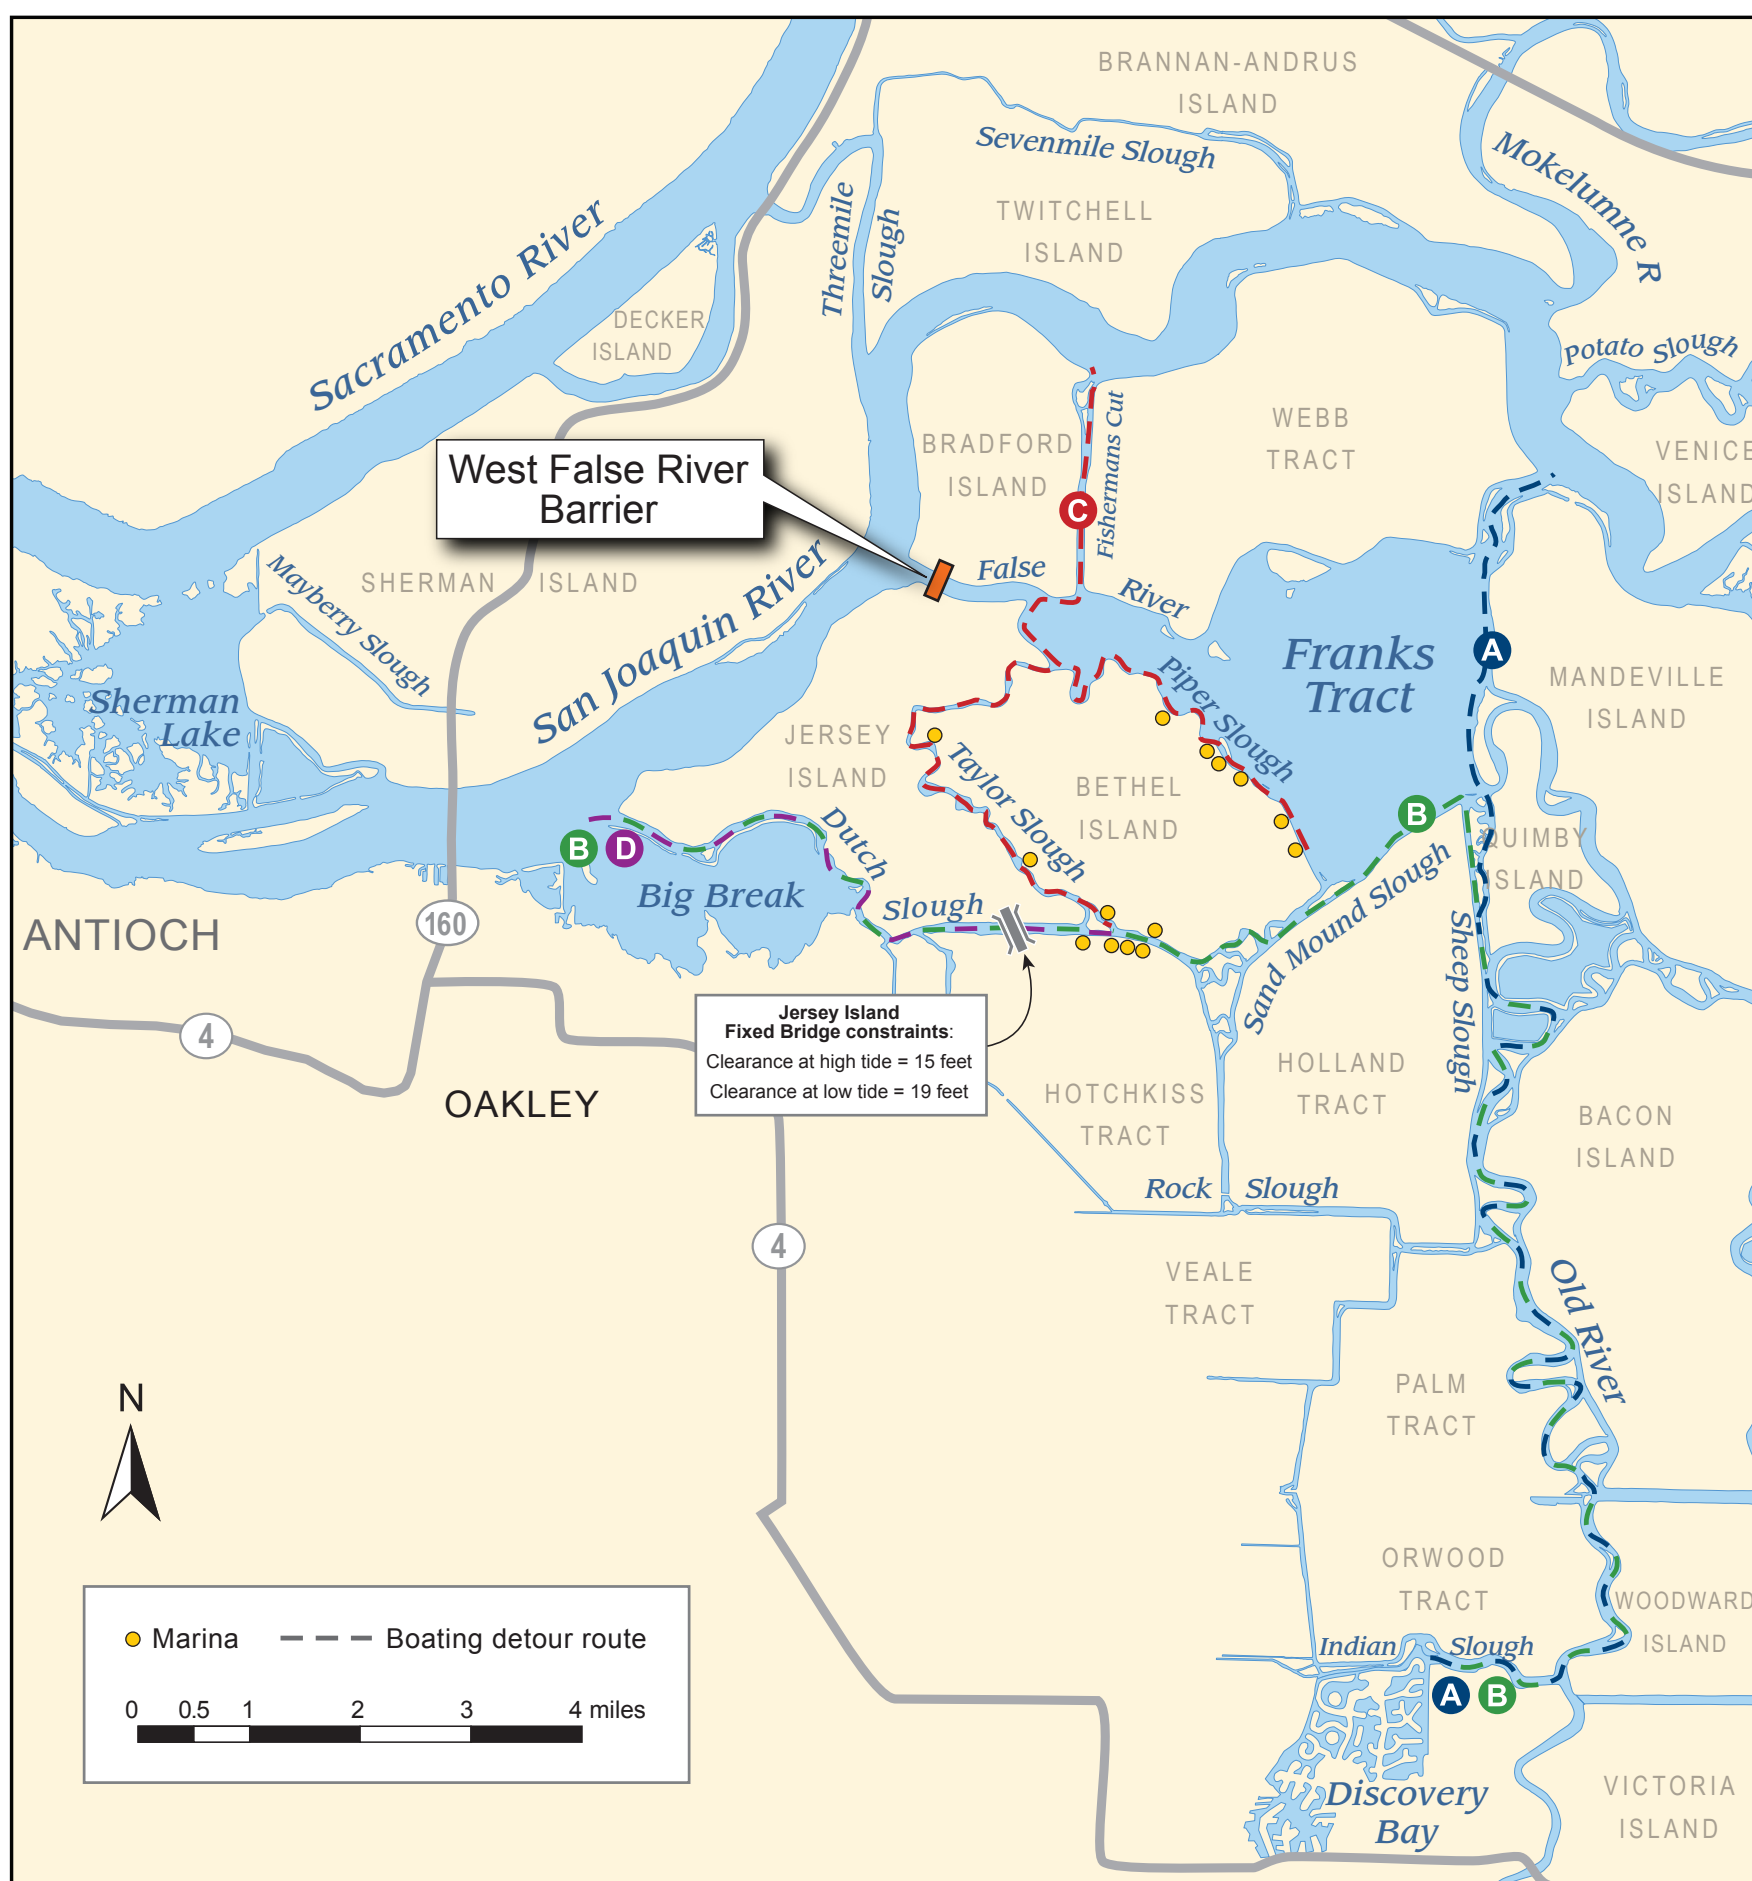 BRANNAN-ANDRUS
ISLAND
Sevenmile Slough
Mokelumne R
Sacramento River
Threemile
Slough
TWITCHELL
ISLAND
DECKER
ISLAND
Potato Slough
WEBB
TRACT
BRADFORD
ISLAND
Fishermans Cut
VENICE
ISLAND
West False River
Barrier
C
False
River
SHERMAN ISLAND
Mayberry Slough
San Joaquin River
Franks
Tract
A
MANDEVILLE
ISLAND
Sherman
Lake
Piper Slough
JERSEY
ISLAND
Taylor Slough
BETHEL
ISLAND
B
QUIMBY
ISLAND
B
D
Dutch
Slough
Big Break
Sand Mound Slough
Sheep Slough
ANTIOCH
160
4
Jersey Island
Fixed Bridge constraints:
Clearance at high tide = 15 feet
Clearance at low tide = 19 feet
OAKLEY
HOTCHKISS
TRACT
HOLLAND
TRACT
BACON
ISLAND
Rock Slough
4
VEALE
TRACT
Old River
PALM
TRACT
N
ORWOOD
TRACT
WOODWARD
ISLAND
Indian Slough
A
B
Discovery
Bay
VICTORIA
ISLAND
Marina
Boating detour route
0 0.5 1 2 3 4 miles